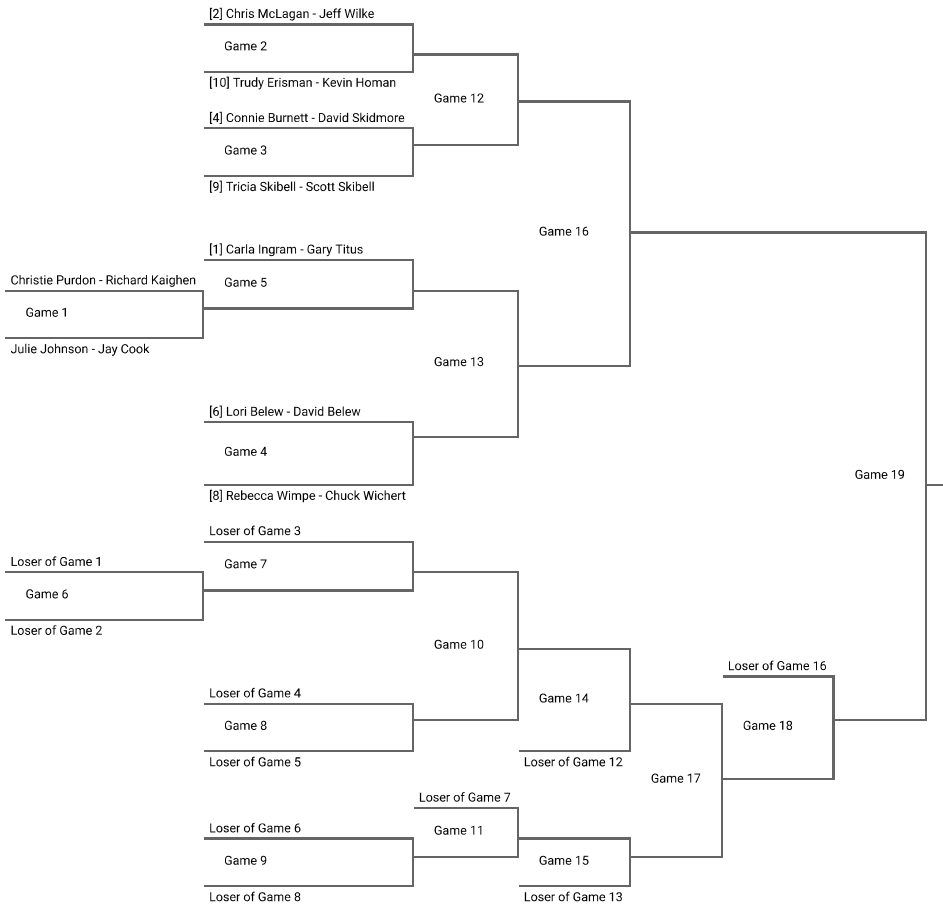 [2] Chris McLagan - Jeff Wilke
Game 2
[10] Trudy Erisman - Kevin Homan
Game 12
[4] Connie Burnett - David Skidmore
Game 3
[9] Tricia Skibell - Scott Skibell
Game 16
[1] Carla Ingram - Gary Titus
Christie Purdon - Richard Kaighen
Game 5
Game 1
Julie Johnson - Jay Cook
Game 13
[6] Lori Belew - David Belew
Game 4
Game 19
[8] Rebecca Wimpe - Chuck Wichert
Loser of Game 3
Loser of Game 1
Game 7
Game 6
Loser of Game 2
Game 10
Loser of Game 16
Loser of Game 4
Game 14
Game 8
Game 18
Loser of Game 5
Loser of Game 12
Game 17
Loser of Game 7
Loser of Game 6
Game 11
Game 9
Game 15
Loser of Game 8
Loser of Game 13